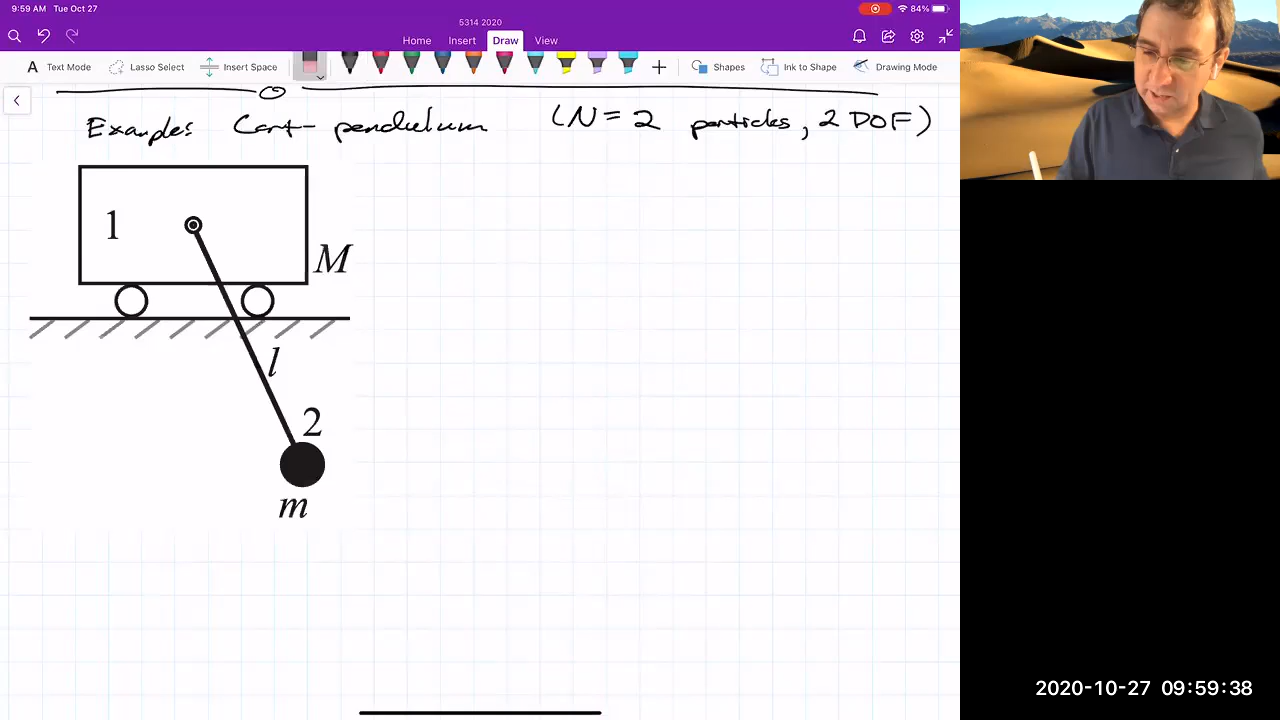 9:59 AM Tue Oct 27
84%
5314 2020
Home Insert Draw View
A Text Mode Lasso Select Insert Space Shapes Ink to Shape Drawing Mode
Examples Cart-pendulum (N=2 particles, 2 DOF)
1
M
l
2
m
2020-10-27 09:59:38